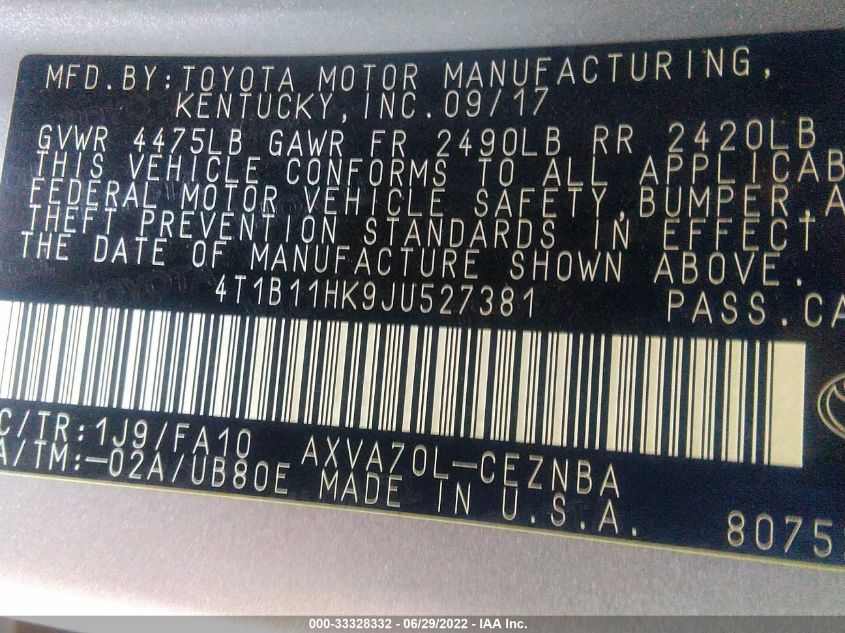 MFD.BY:TOYOTA MOTOR MANUFACTURING,
KENTUCKY,INC.09/17
GVWR 4475LB GAWR FR 2490LB RR 2420LB
THIS VEHICLE CONFORMS TO ALL APPLICAB
FEDERAL MOTOR VEHICLE SAFETY,BUMPER,A
THEFT PREVENTION STANDARDS IN EFFECT
THE DATE OF MANUFACTURE SHOWN ABOVE.
4T1B11HK9JU527381 PASS.CA
C/TR:1J9/FA10 AXVA70L-CEZNBA
A/TM:-02A/UB80E MADE IN U.S.A. 8075
000-33328332 - 06/29/2022 - IAA Inc.